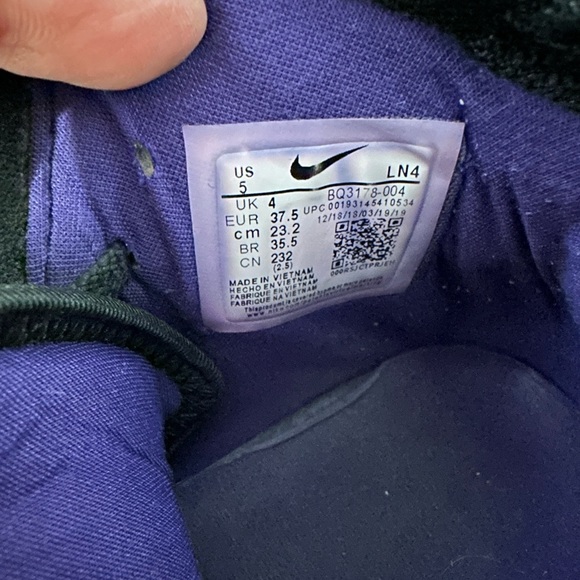 US 5
LN4
UK 4
BQ3178-004
EUR 37.5
UPC 00193145410534
cm 23.2
12/18/18/03/19/19
BR 35.5
CN 232
(2.5)
MADE IN VIETNAM
HECHO EN VIETNAM
FABRIQUE EN VIETNAM
FABRIQUE NA VIETNAM